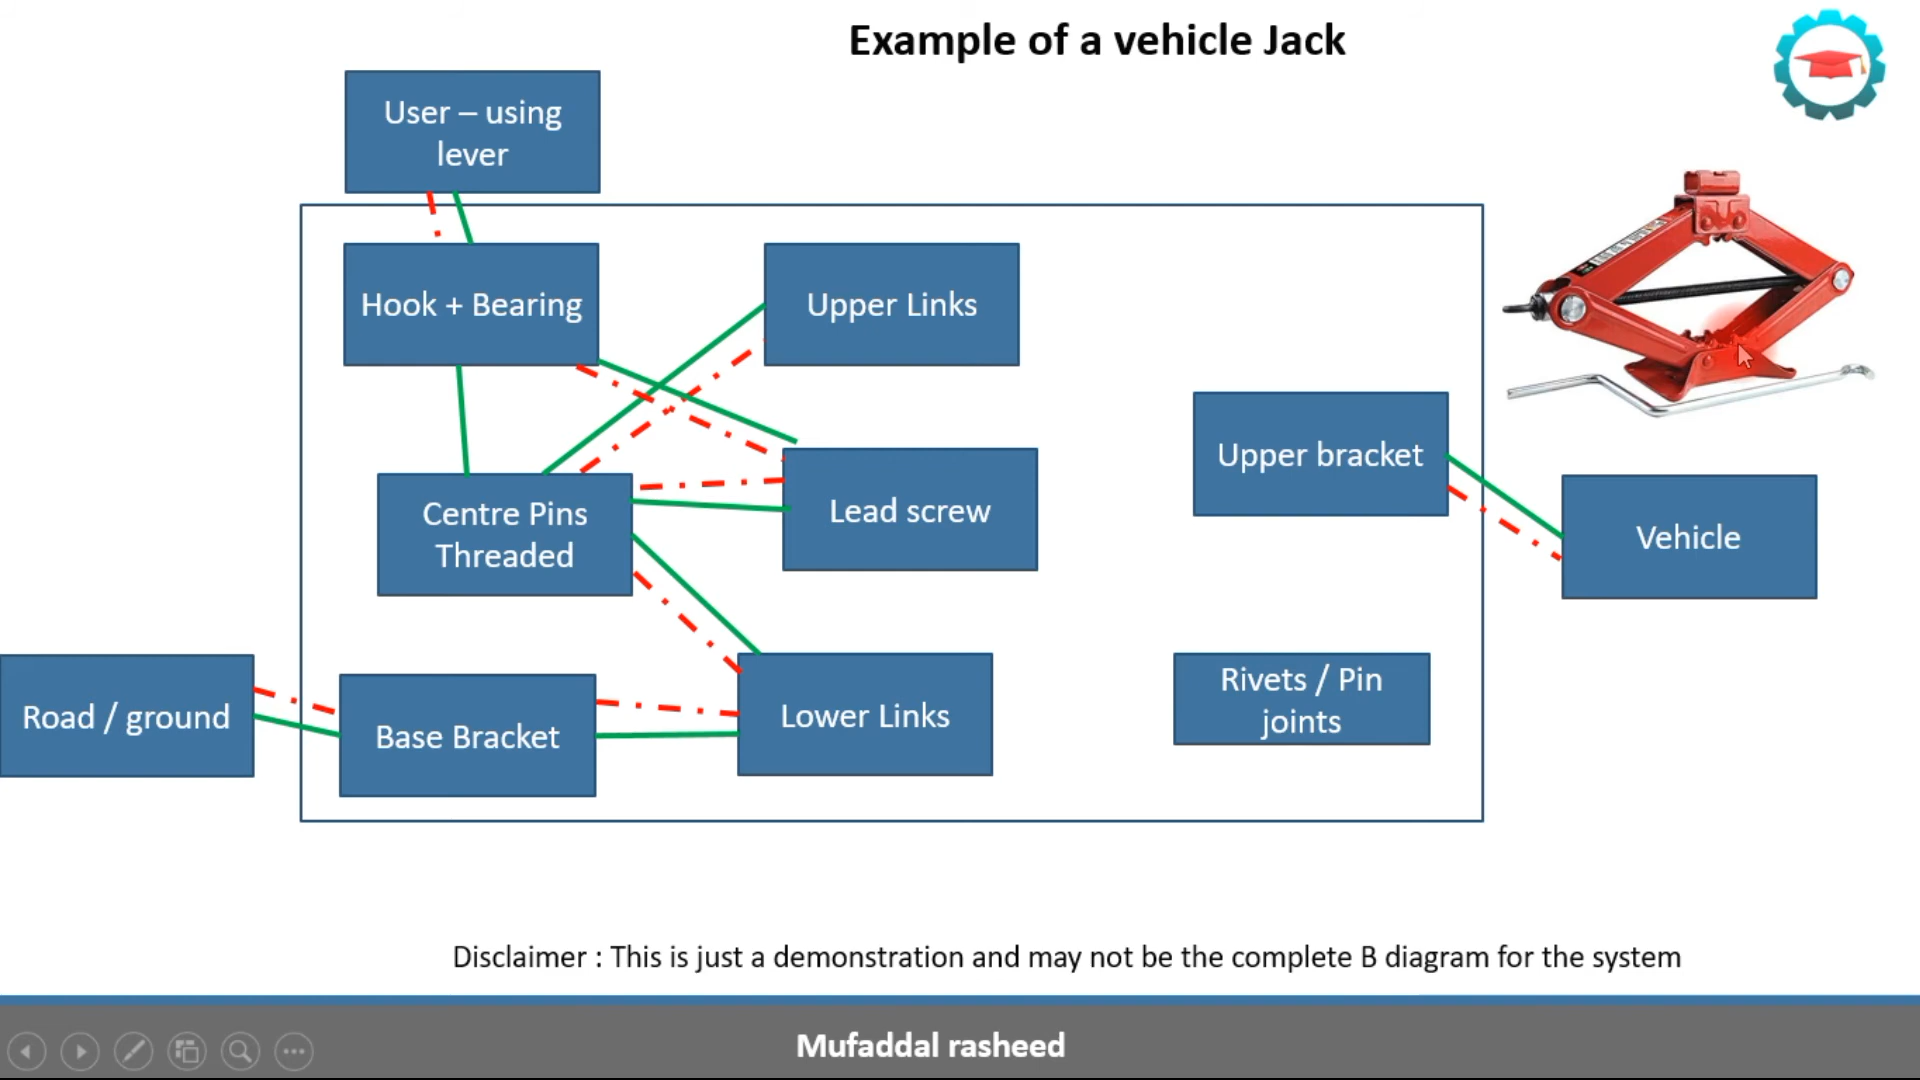 Example of a vehicle Jack
User – using
lever
Hook + Bearing
Upper Links
Upper bracket
Lead screw
Centre Pins
Threaded
Vehicle
Road / ground
Base Bracket
Lower Links
Rivets / Pin
joints
Disclaimer : This is just a demonstration and may not be the complete B diagram for the system
Mufaddal rasheed